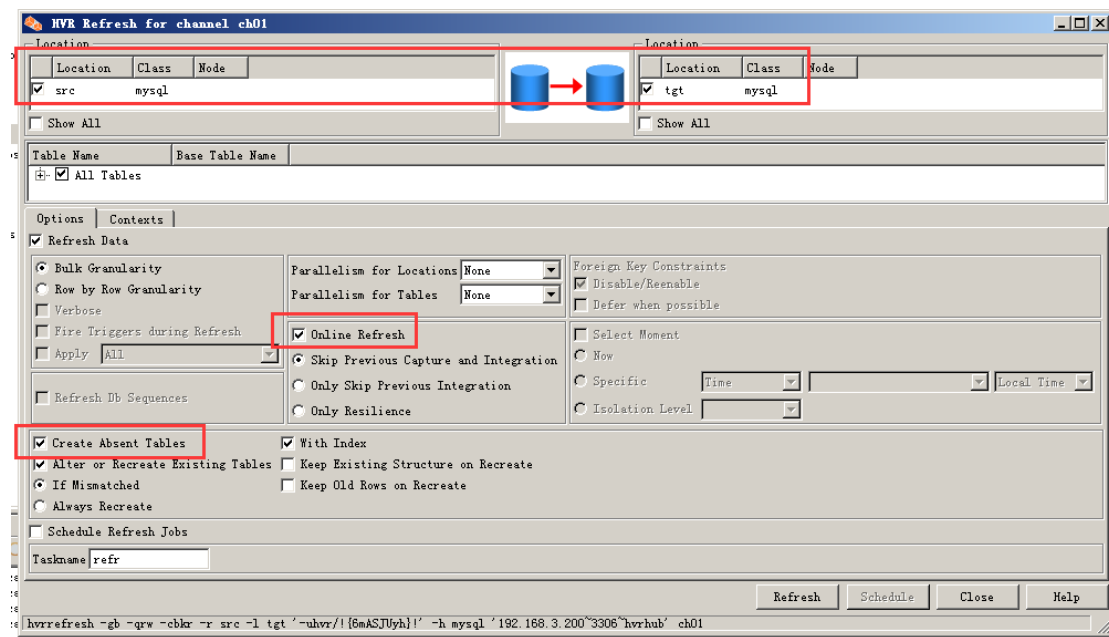 HVR Refresh for channel ch01
Location Location
Location Class Node Location Class Node
src mysql tgt mysql
Show All Show All
Table Name Base Table Name
All Tables
Options Contexts
Refresh Data
Bulk Granularity Parallelism for Locations None Foreign Key Constraints
Row by Row Granularity Parallelism for Tables None Disable/Reenable
Verbose Defer when possible
Fire Triggers during Refresh Online Refresh Select Moment
Apply All Skip Previous Capture and Integration Now
Only Skip Previous Integration Specific Time Local Time
Refresh Db Sequences Only Resilience Isolation Level
Create Absent Tables With Index
Alter or Recreate Existing Tables Keep Existing Structure on Recreate
If Mismatched Keep Old Rows on Recreate
Always Recreate
Schedule Refresh Jobs
Taskname refr
Refresh Schedule Close Help
hvrrefresh -gb -qrw -cbkr -r src -l tgt '-uhvr/!{6mASJUyh}!' -h mysql '192.168.3.200~3306~hvrhub' ch01